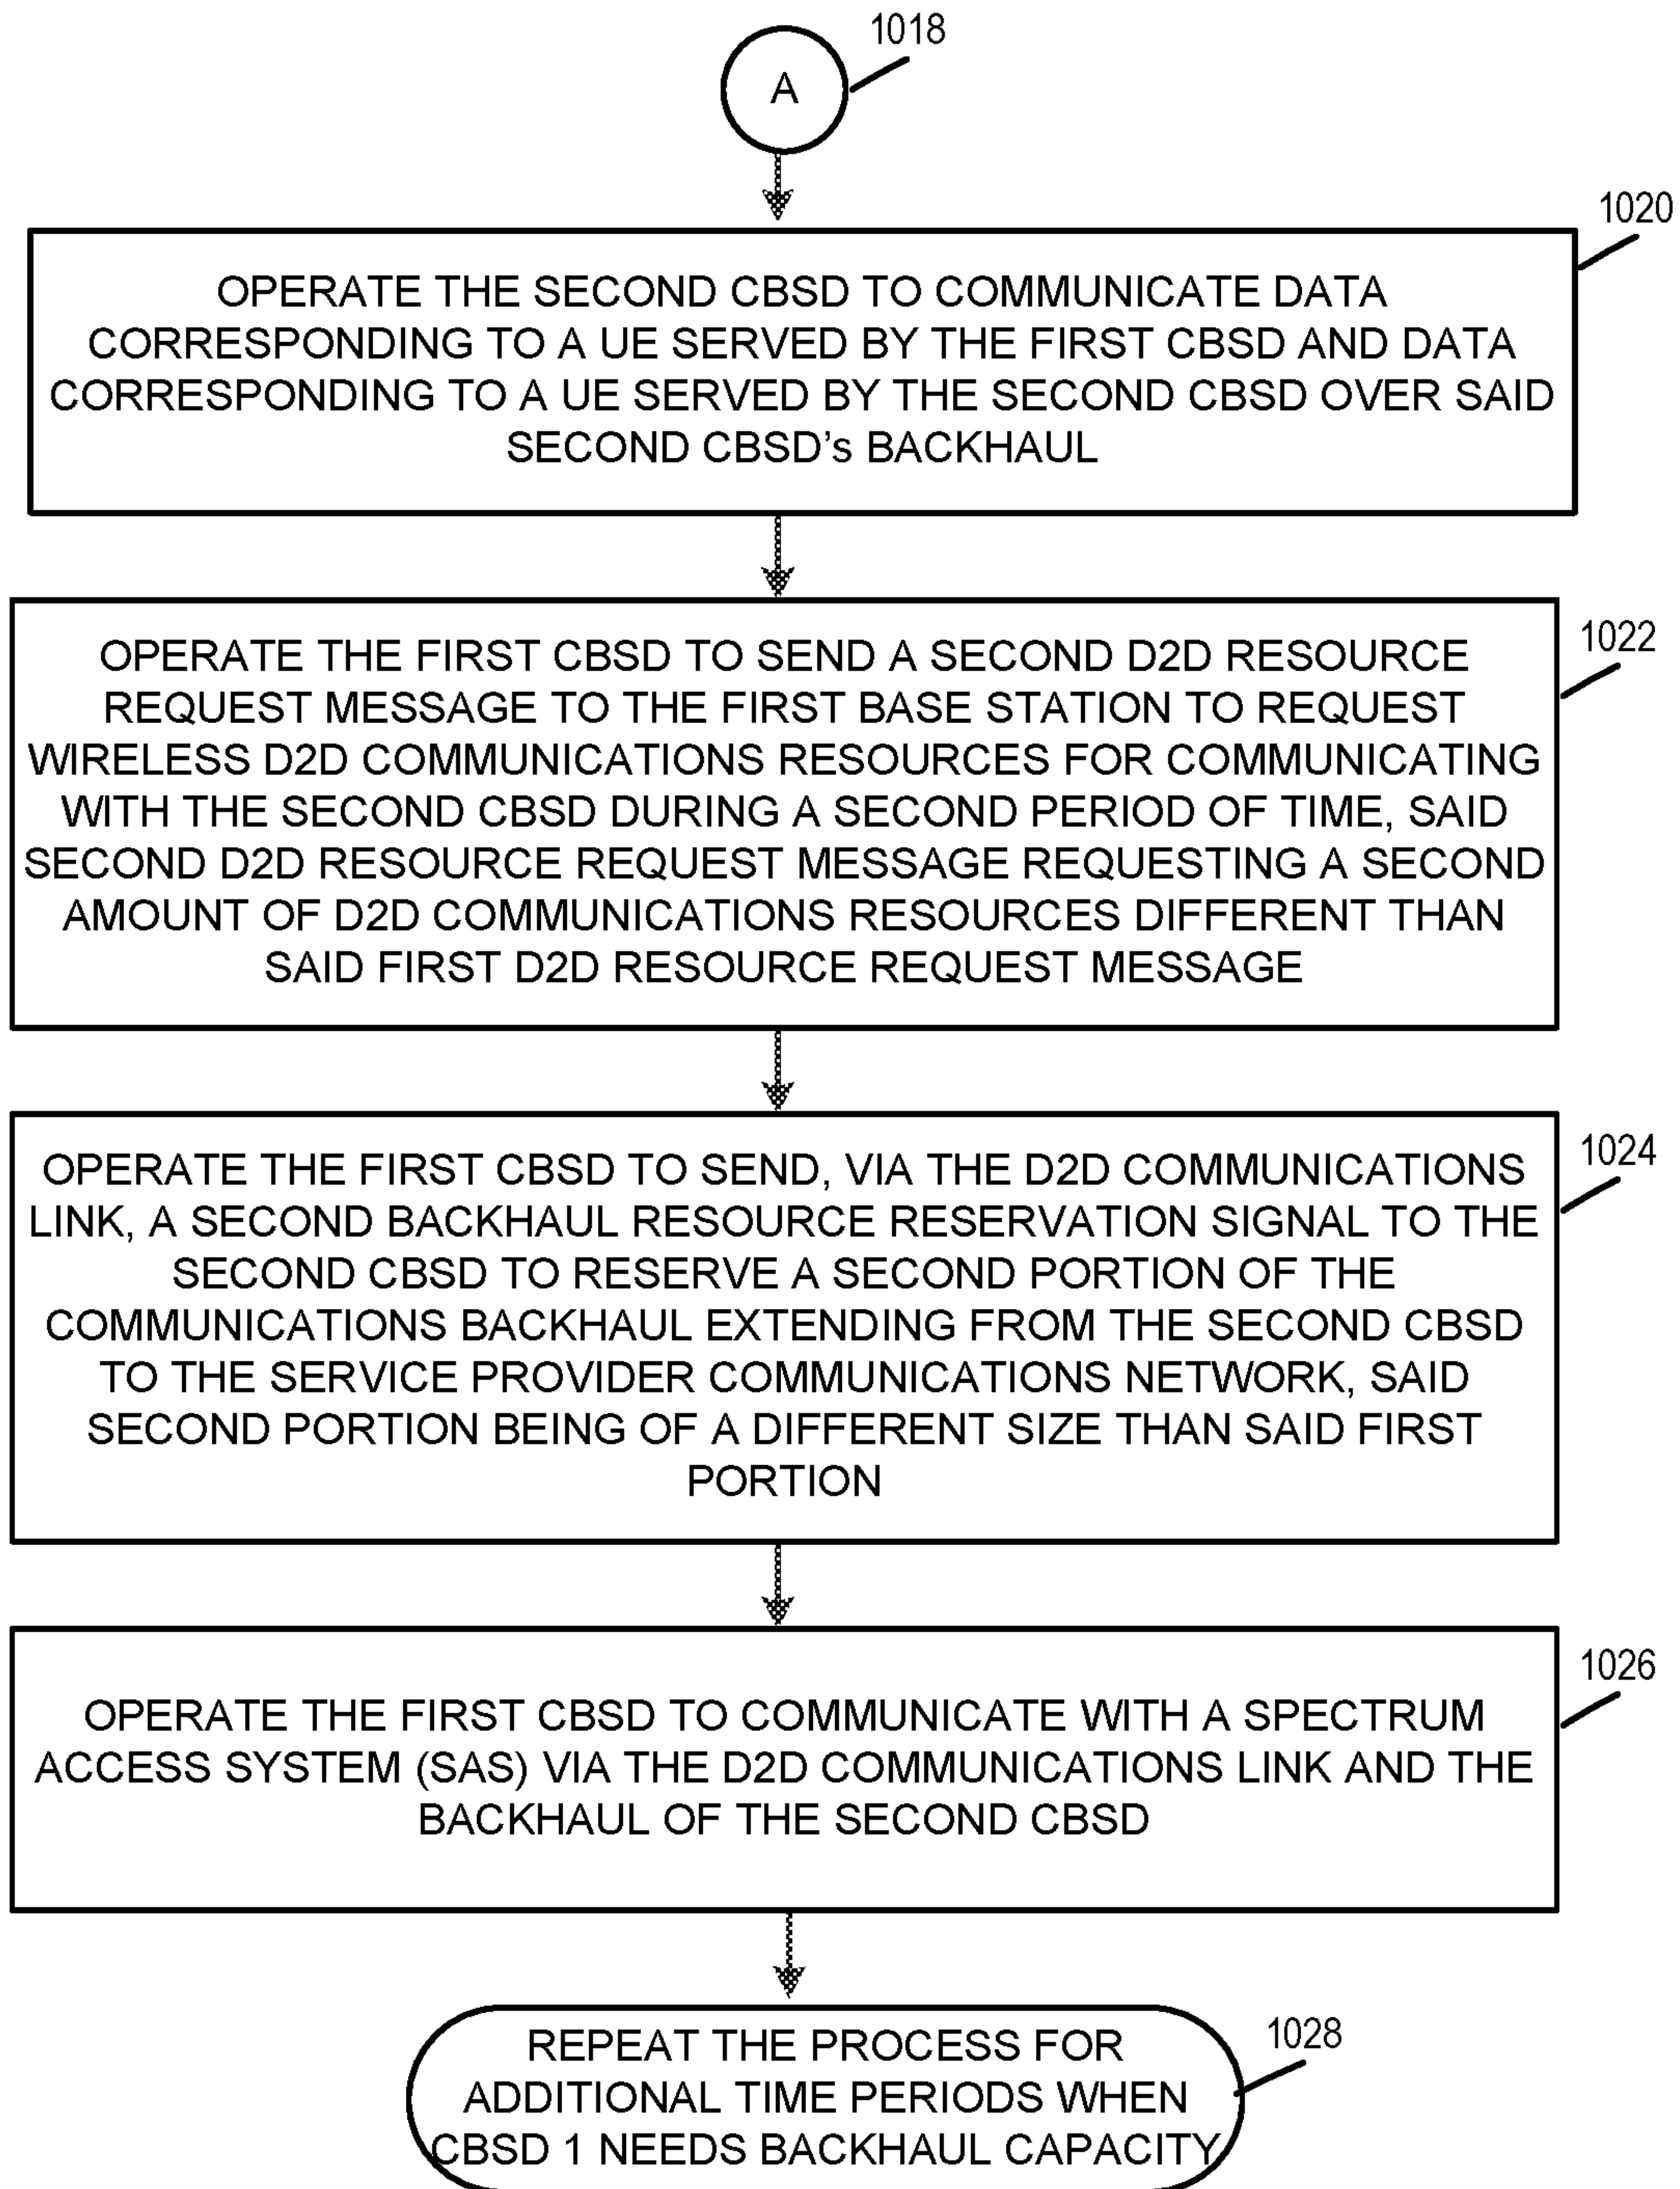 1018
A
1020
OPERATE THE SECOND CBSD TO COMMUNICATE DATA
CORRESPONDING TO A UE SERVED BY THE FIRST CBSD AND DATA
CORRESPONDING TO A UE SERVED BY THE SECOND CBSD OVER SAID
SECOND CBSD's BACKHAUL
1022
OPERATE THE FIRST CBSD TO SEND A SECOND D2D RESOURCE
REQUEST MESSAGE TO THE FIRST BASE STATION TO REQUEST
WIRELESS D2D COMMUNICATIONS RESOURCES FOR COMMUNICATING
WITH THE SECOND CBSD DURING A SECOND PERIOD OF TIME, SAID
SECOND D2D RESOURCE REQUEST MESSAGE REQUESTING A SECOND
AMOUNT OF D2D COMMUNICATIONS RESOURCES DIFFERENT THAN
SAID FIRST D2D RESOURCE REQUEST MESSAGE
1024
OPERATE THE FIRST CBSD TO SEND, VIA THE D2D COMMUNICATIONS
LINK, A SECOND BACKHAUL RESOURCE RESERVATION SIGNAL TO THE
SECOND CBSD TO RESERVE A SECOND PORTION OF THE
COMMUNICATIONS BACKHAUL EXTENDING FROM THE SECOND CBSD
TO THE SERVICE PROVIDER COMMUNICATIONS NETWORK, SAID
SECOND PORTION BEING OF A DIFFERENT SIZE THAN SAID FIRST
PORTION
1026
OPERATE THE FIRST CBSD TO COMMUNICATE WITH A SPECTRUM
ACCESS SYSTEM (SAS) VIA THE D2D COMMUNICATIONS LINK AND THE
BACKHAUL OF THE SECOND CBSD
1028
REPEAT THE PROCESS FOR
ADDITIONAL TIME PERIODS WHEN
CBSD 1 NEEDS BACKHAUL CAPACITY